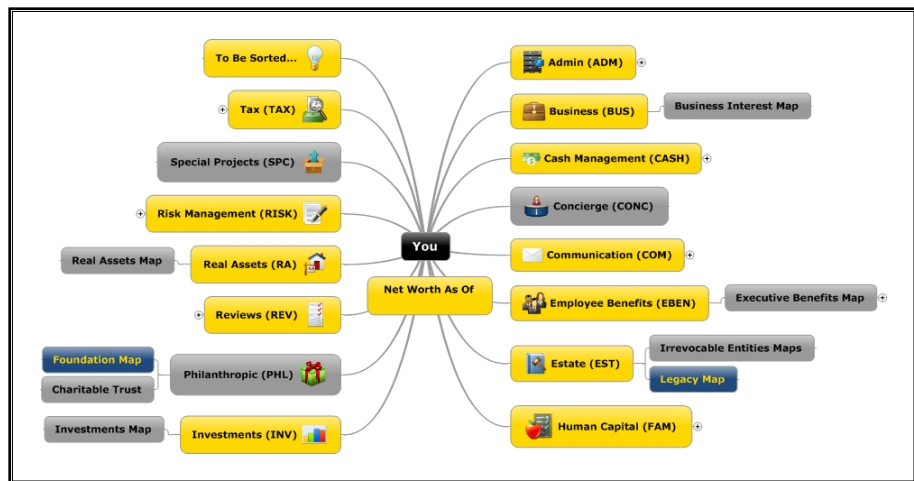 To Be Sorted...
Tax (TAX)
Special Projects (SPC)
Risk Management (RISK)
Real Assets Map
Real Assets (RA)
Reviews (REV)
Foundation Map
Charitable Trust
Philanthropic (PHL)
Investments Map
Investments (INV)
You
Net Worth As Of
Admin (ADM)
Business (BUS)
Business Interest Map
Cash Management (CASH)
Concierge (CONC)
Communication (COM)
Employee Benefits (EBEN)
Executive Benefits Map
Estate (EST)
Irrevocable Entities Maps
Legacy Map
Human Capital (FAM)